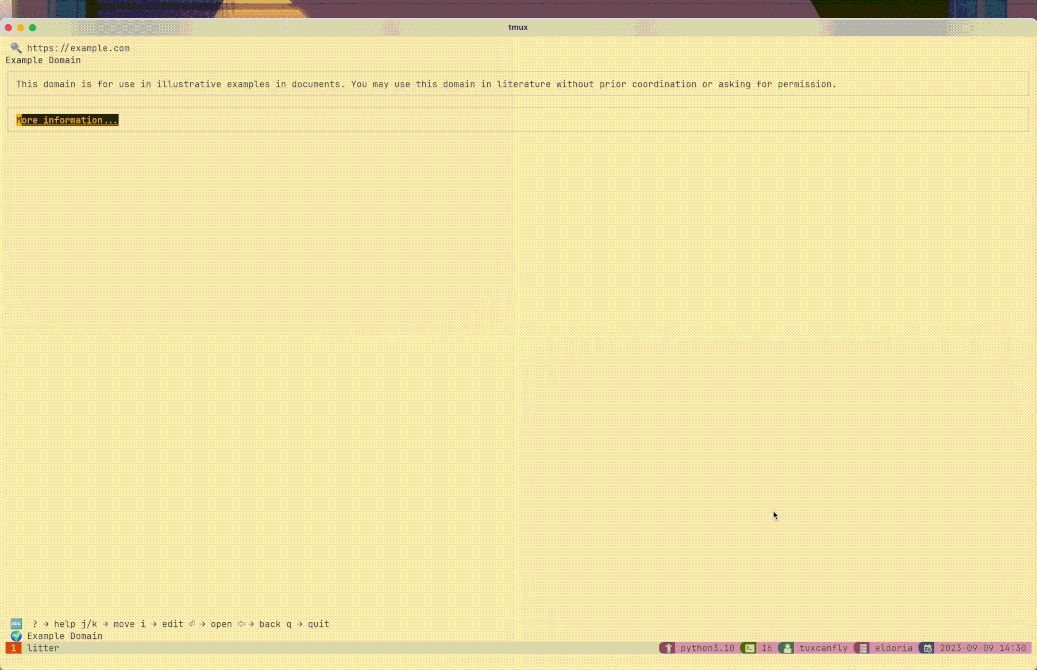 tmux
🔍 https://example.com
Example Domain
This domain is for use in illustrative examples in documents. You may use this domain in literature without prior coordination or asking for permission.
More information...
🔤 ? → help j/k → move i → edit ⏎ → open ⇦ → back q → quit
🌍 Example Domain
1 litter python3.10 16 tuxcanfly eldoria 2023-09-09 14:30